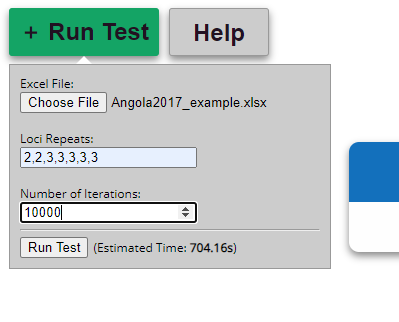 + Run Test Help
Excel File:
Choose File Angola2017_example.xlsx
Loci Repeats:
2,2,3,3,3,3,3
Number of Iterations:
10000
Run Test (Estimated Time: 704.16s)